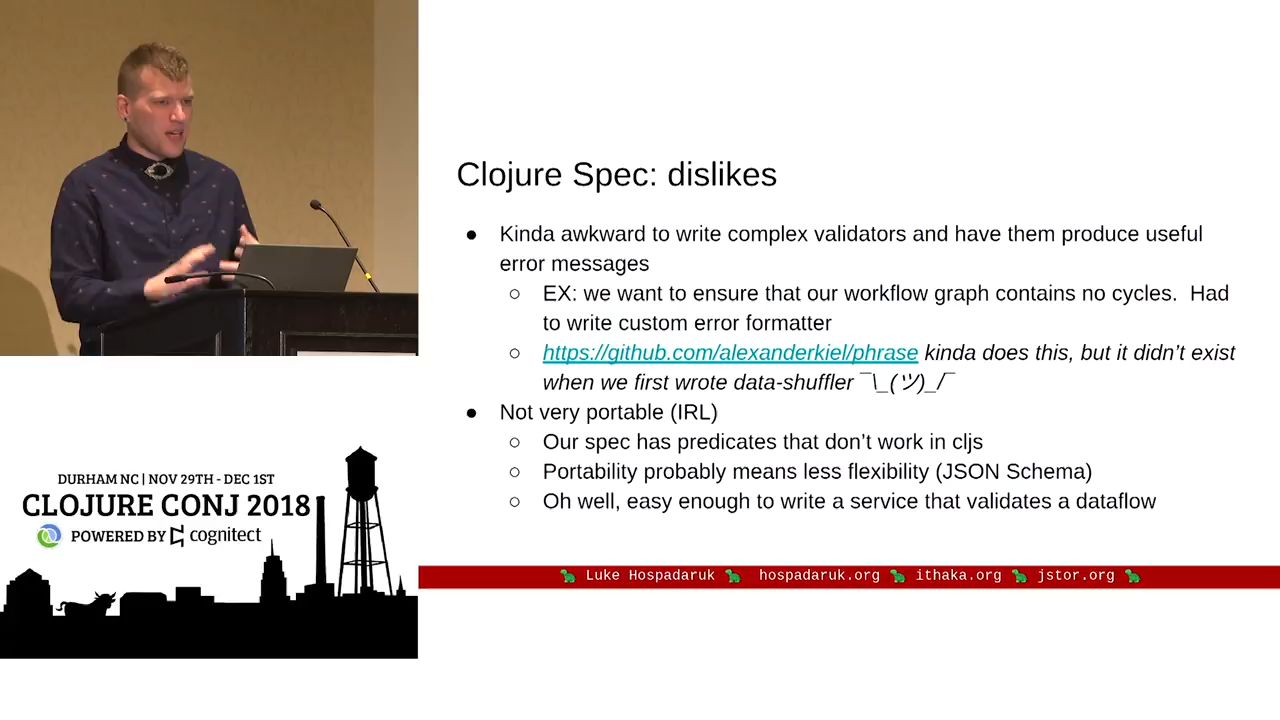 Clojure Spec: dislikes
● Kinda awkward to write complex validators and have them produce useful
error messages
○ EX: we want to ensure that our workflow graph contains no cycles.  Had
to write custom error formatter
○ https://github.com/alexanderkiel/phrase kinda does this, but it didn’t exist
when we first wrote data-shuffler ¯\_(ツ)_/¯
● Not very portable (IRL)
○ Our spec has predicates that don’t work in cljs
○ Portability probably means less flexibility (JSON Schema)
○ Oh well, easy enough to write a service that validates a dataflow
🦖 Luke Hospadaruk 🦖 hospadaruk.org 🦖 ithaka.org 🦖 jstor.org 🦖
DURHAM NC | NOV 29TH - DEC 1ST
CLOJURE CONJ 2018
POWERED BY cognitect